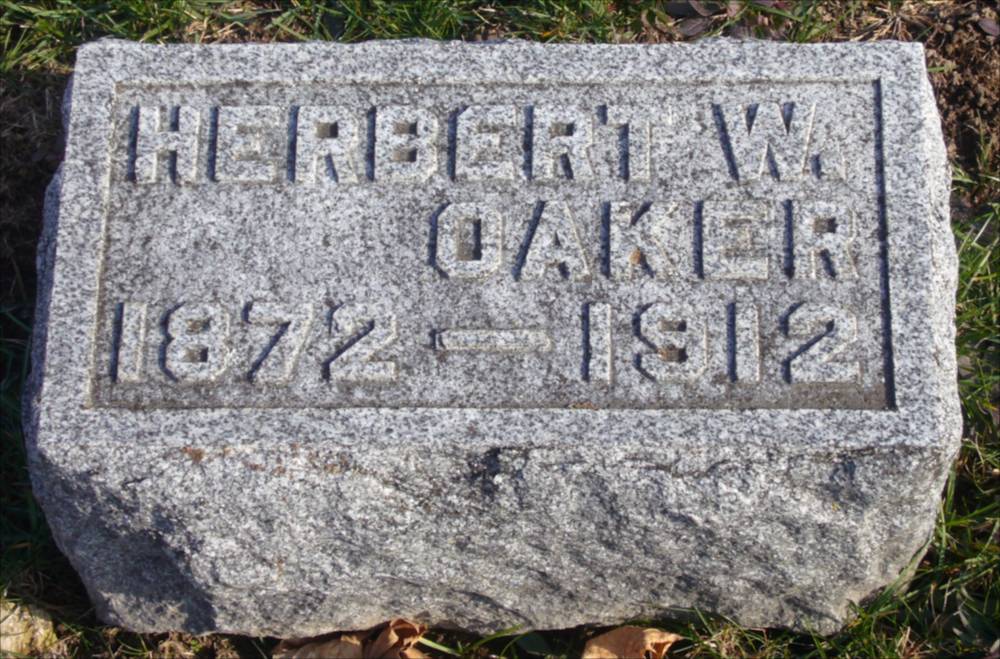 HERBERT W.
OAKER
1872 — 1912